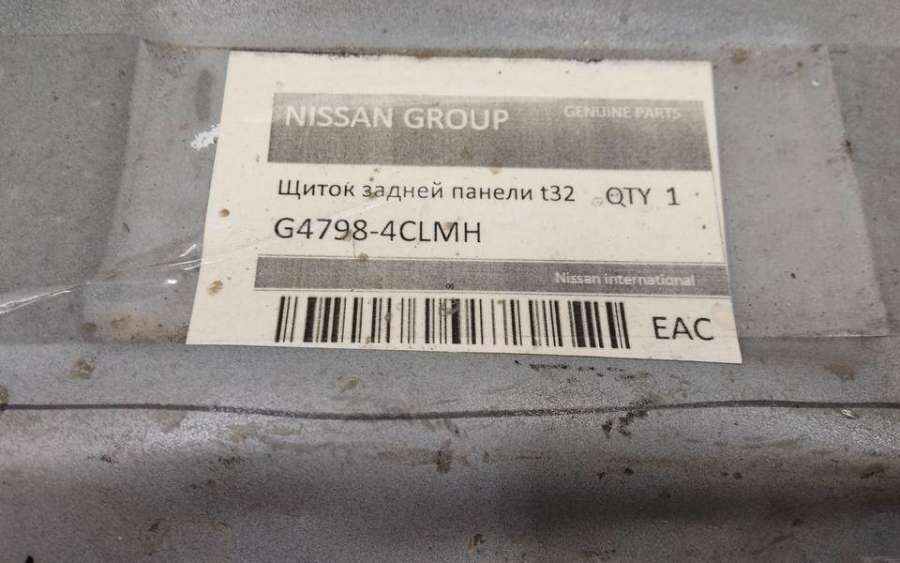 NISSAN GROUP GENUINE PARTS
Щиток задней панели t32 QTY 1
G4798-4CLMH
Nissan international
EAC